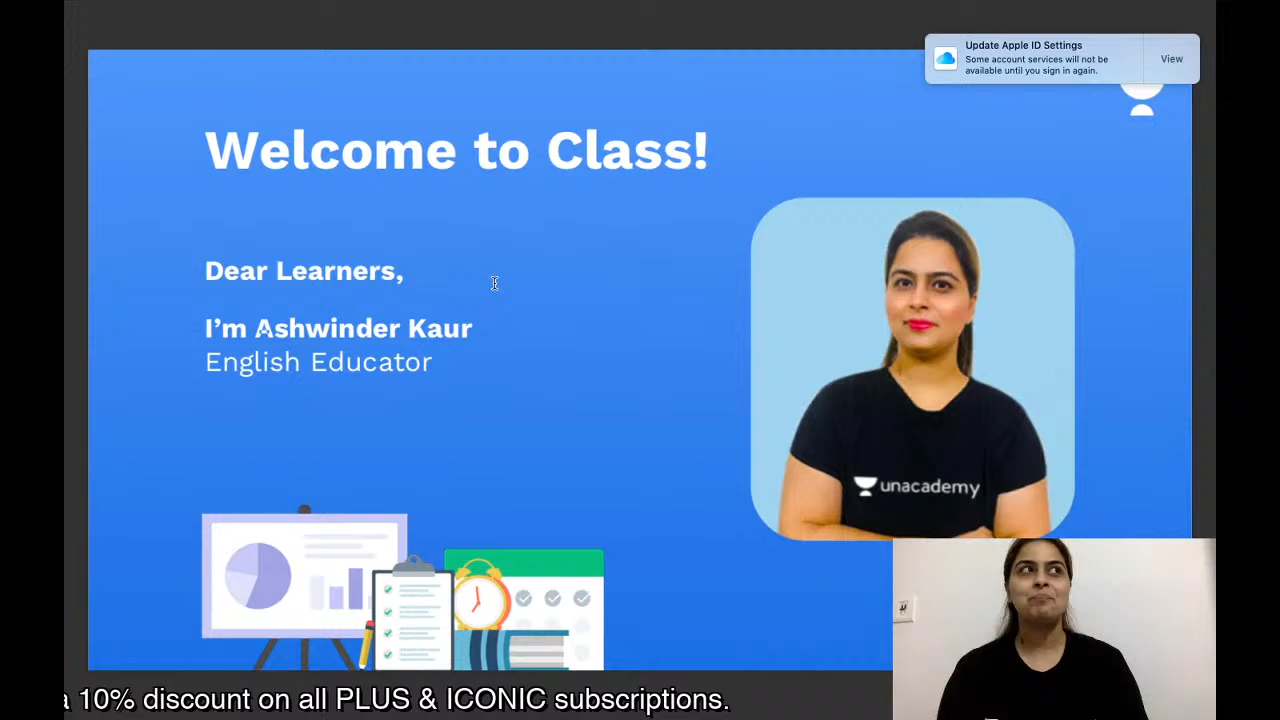 Update Apple ID Settings
Some account services will not be
available until you sign in again.
View
Welcome to Class!
Dear Learners,
I'm Ashwinder Kaur
English Educator
unacademy
10% discount on all PLUS & ICONIC subscriptions.